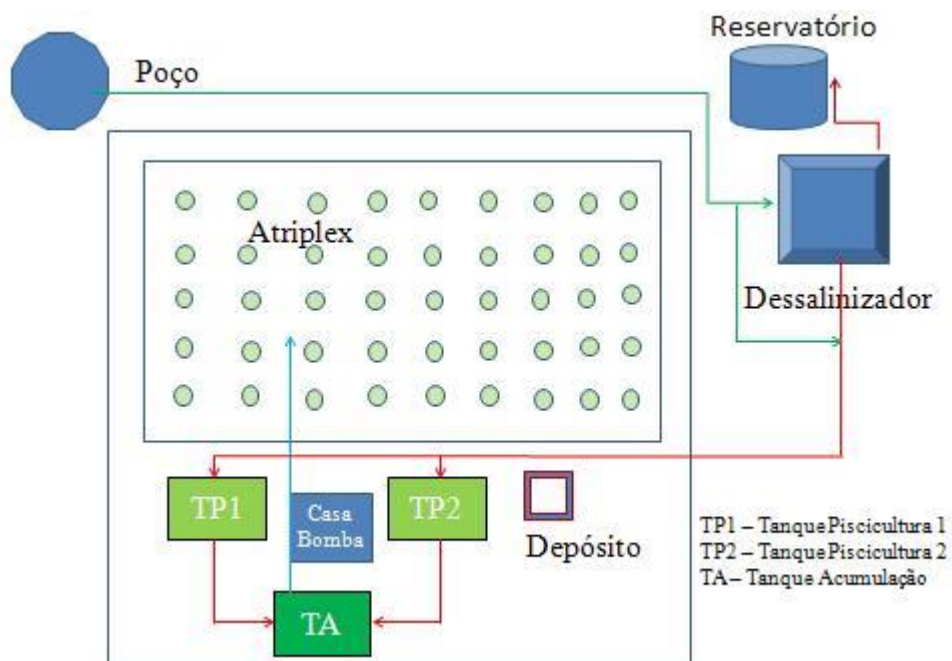 Reservatório
Poço
Atriplex
Dessalinizador
TP1
Casa
Bomba
TP2
Depósito
TA
TP1 – Tanque Piscicultura 1
TP2 – Tanque Piscicultura 2
TA – Tanque Acumulação